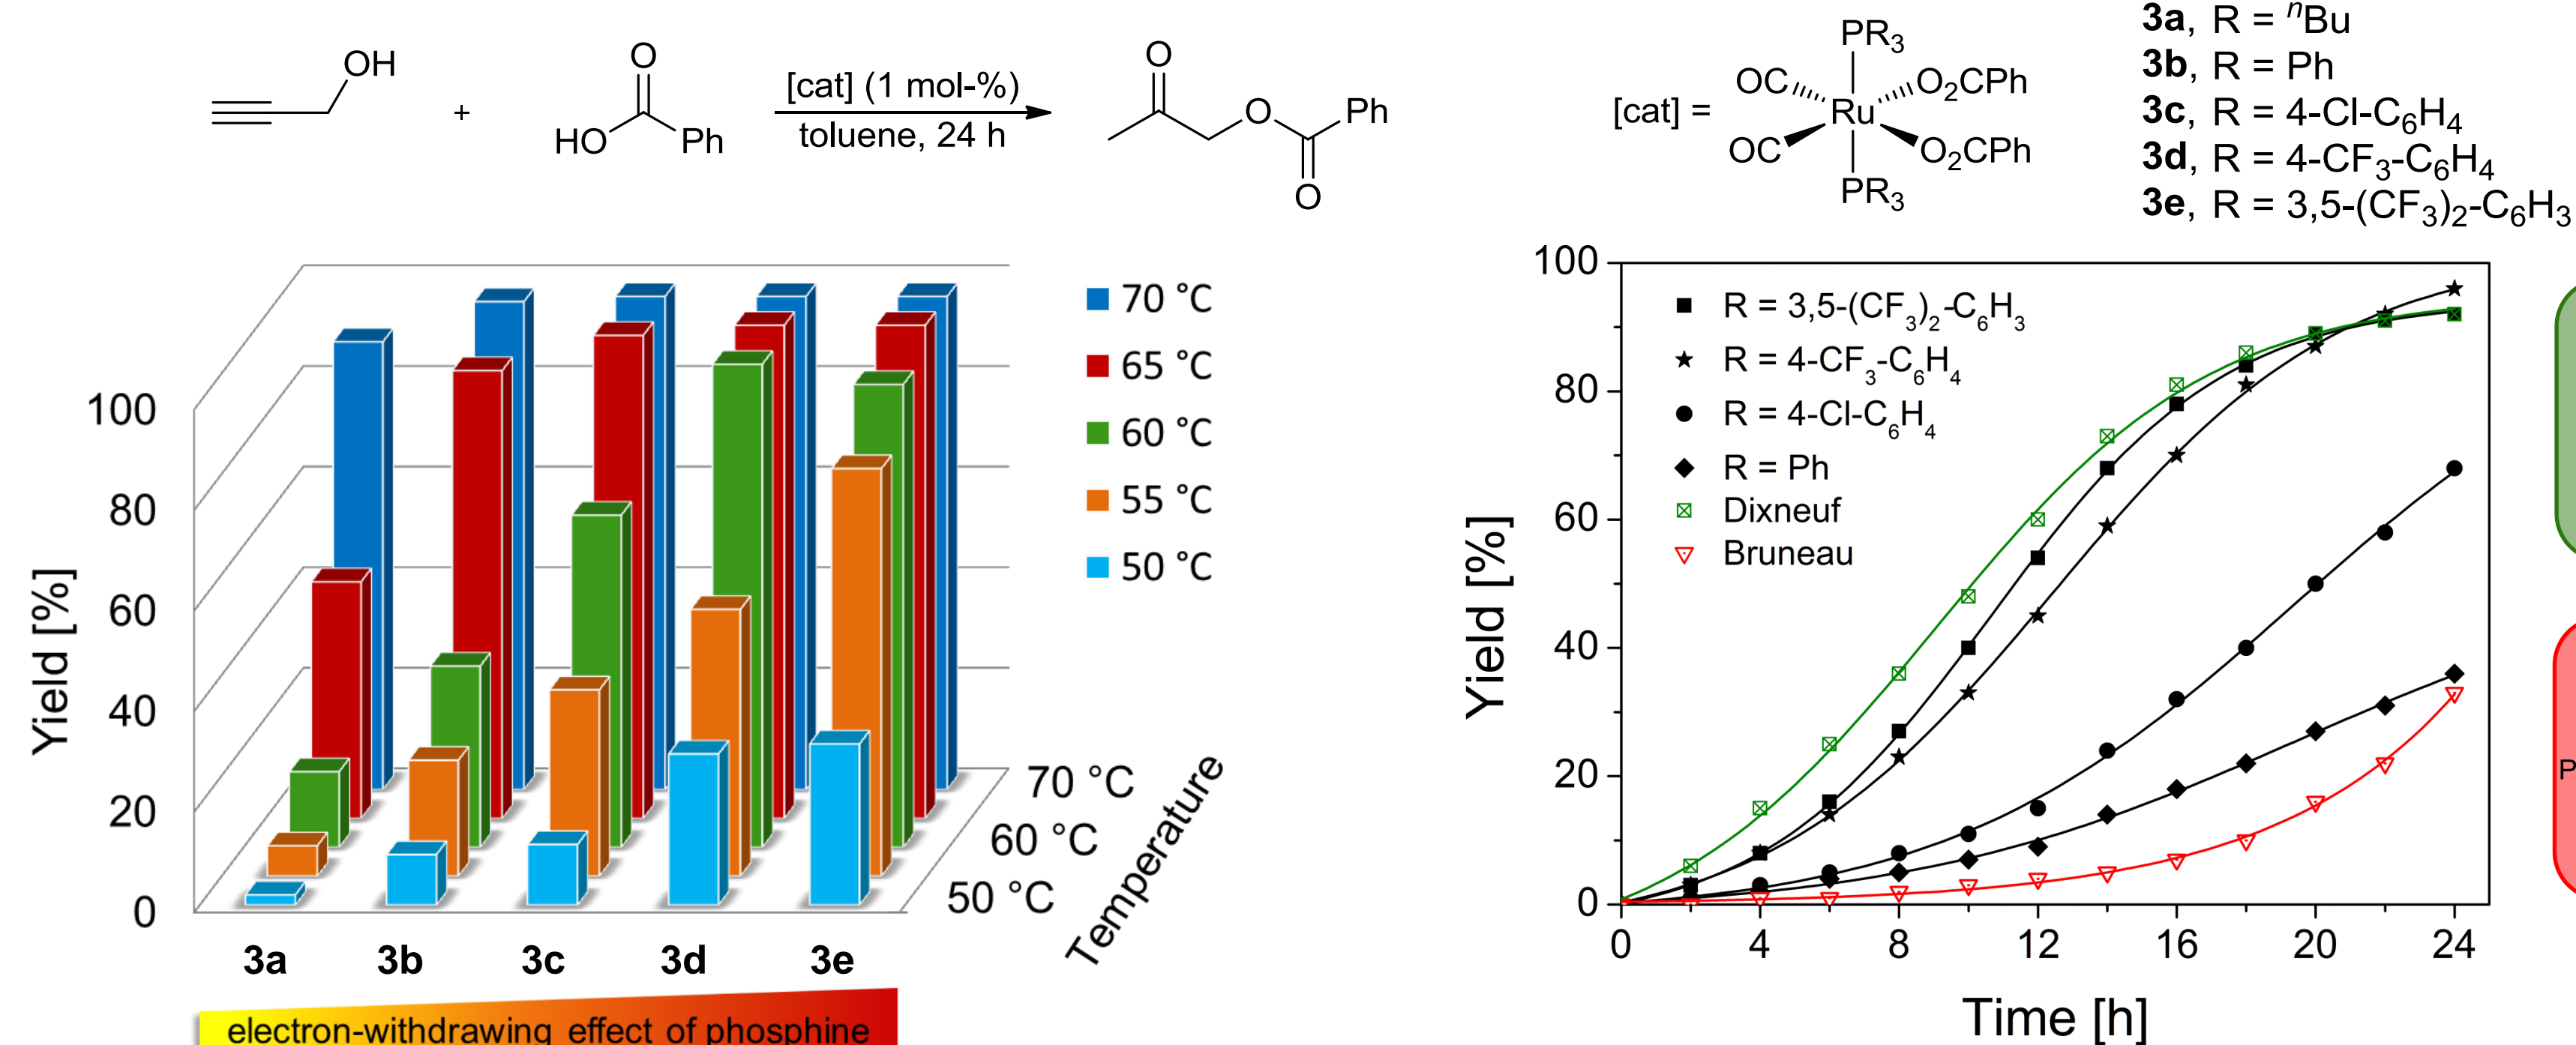 OH
+
O
HO
Ph
[cat] (1 mol-%)
toluene, 24 h
O
O
Ph
O
[cat] =
PR3
OC
O2CPh
Ru
OC
O2CPh
PR3
3a, R = nBu
3b, R = Ph
3c, R = 4-Cl-C6H4
3d, R = 4-CF3-C6H4
3e, R = 3,5-(CF3)2-C6H3
Yield [%]
100
80
60
40
20
0
3a
3b
3c
3d
3e
70 °C
60 °C
50 °C
Temperature
70 °C
65 °C
60 °C
55 °C
50 °C
electron-withdrawing effect of phosphine
Yield [%]
100
80
60
40
20
0
R = 3,5-(CF3)2-C6H3
R = 4-CF3-C6H4
R = 4-Cl-C6H4
R = Ph
Dixneuf
Bruneau
0
4
8
12
16
20
24
Time [h]
P